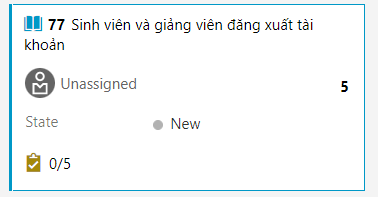 77 Sinh viên và giảng viên đăng xuất tài
khoản
Unassigned 5
State New
0/5